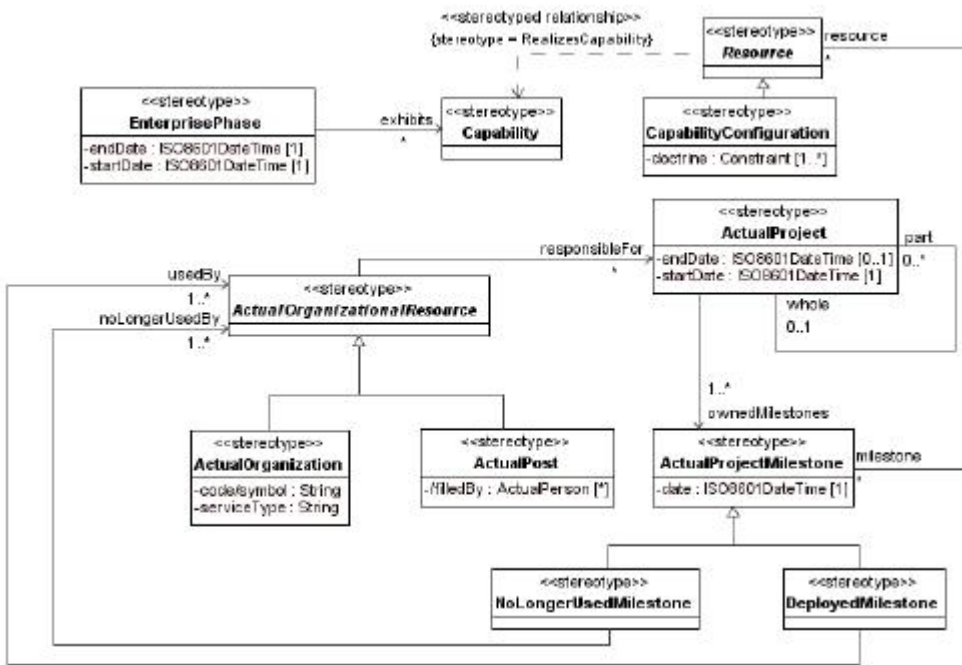 <<stereotyped relationship>>
{stereotype = RealizesCapability}
<<stereotype>>
Resource
resource
*
<<stereotype>>
EnterprisePhase
-endDate : ISO8601DateTime [1]
-startDate : ISO8601DateTime [1]
exhibits
*
<<stereotype>>
Capability
<<stereotype>>
CapabilityConfiguration
-doctrine : Constraint [1..*]
<<stereotype>>
ActualProject
-endDate : ISO8601DateTime [0..1]
-startDate : ISO8601DateTime [1]
part
0..*
whole
0..1
responsibleFor
*
usedBy
1..*
noLongerUsedBy
1..*
<<stereotype>>
ActualOrganizationalResource
1..*
ownedMilestones
<<stereotype>>
ActualOrganization
-code/symbol : String
-serviceType : String
<<stereotype>>
ActualPost
-/filledBy : ActualPerson [*]
<<stereotype>>
ActualProjectMilestone
-date : ISO8601DateTime [1]
milestone
*
<<stereotype>>
NoLongerUsedMilestone
<<stereotype>>
DeployedMilestone